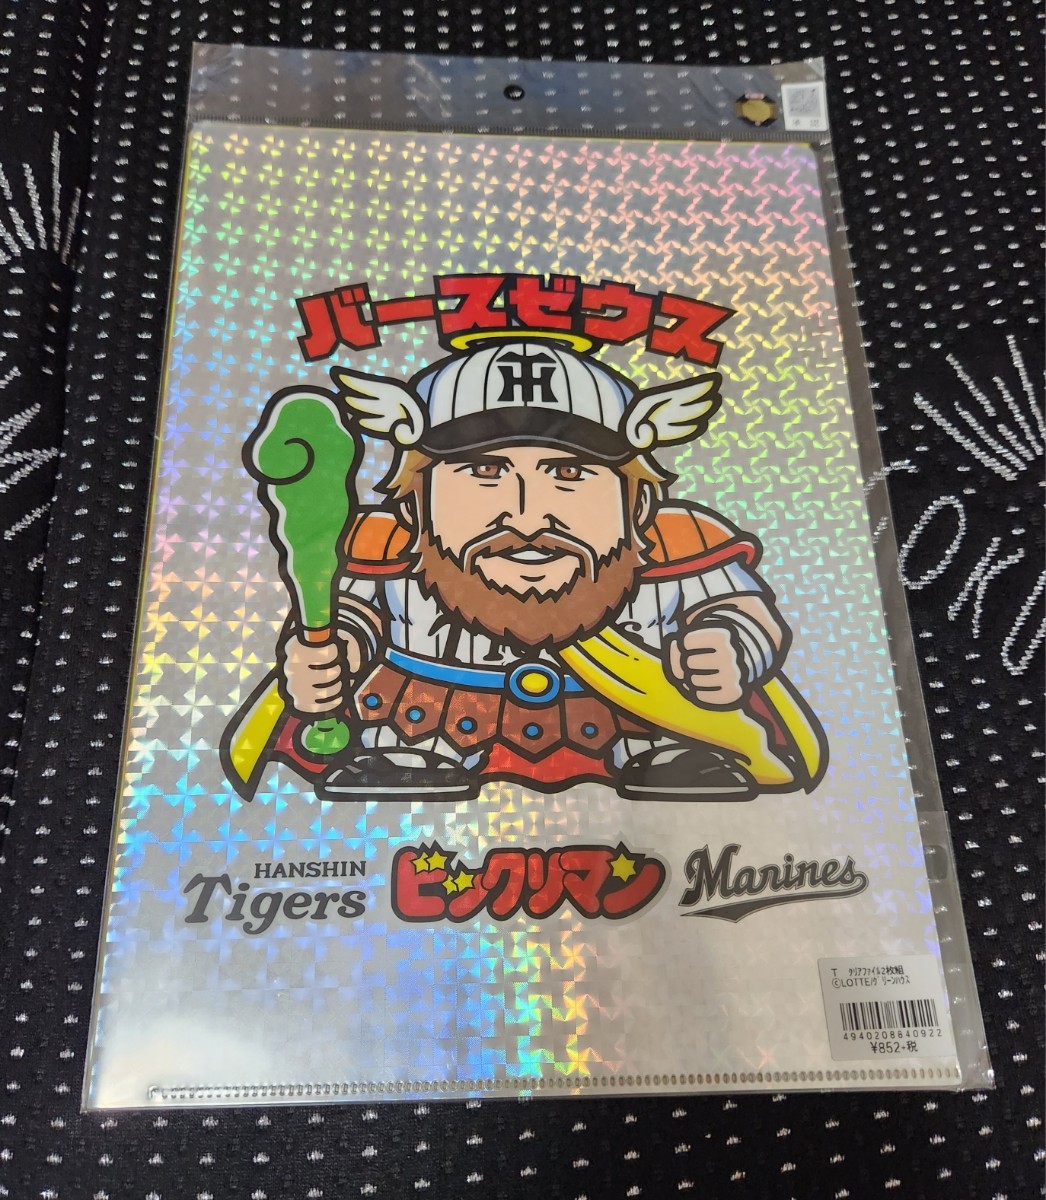 バースゼウス
HANSHIN
Tigers
ビックリマン
Marines
T クリアファイル2枚組
ⓒLOTTE/グリーンハウス
4940208840922
¥852+税